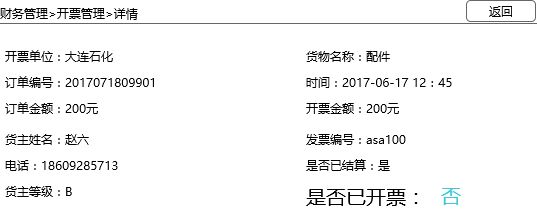 财务管理>开票管理>详情
返回
开票单位：大连石化
货物名称：配件
订单编号：2017071809901
时间：2017-06-17 12：45
订单金额：200元
开票金额：200元
货主姓名：赵六
发票编号：asa100
电话：18609285713
是否已结算：是
货主等级：B
是否已开票： 否